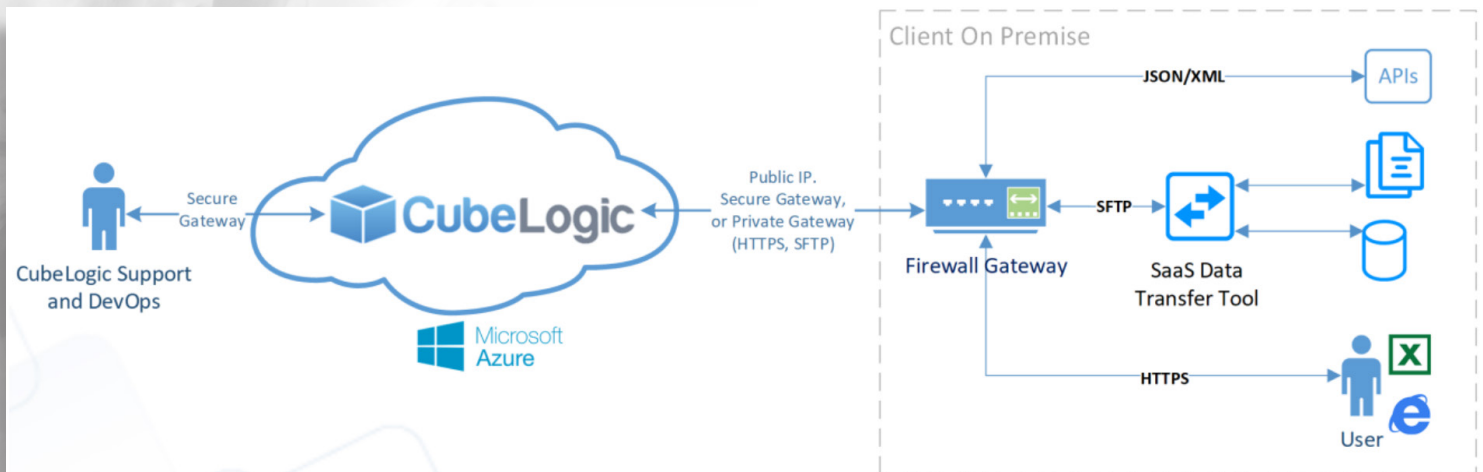 Client On Premise
JSON/XML
APIs
Secure
Gateway
CubeLogic
Public IP.
Secure Gateway,
or Private Gateway
(HTTPS, SFTP)
SFTP
Firewall Gateway
SaaS Data
Transfer Tool
CubeLogic Support
and DevOps
Microsoft
Azure
HTTPS
X
User